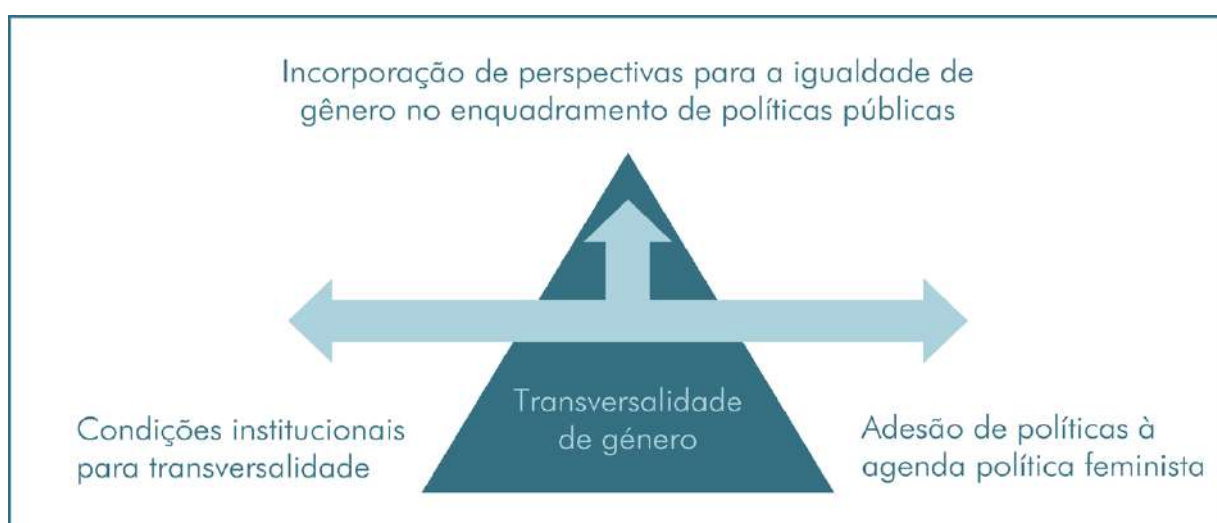 Incorporação de perspectivas para a igualdade de
gênero no enquadramento de políticas públicas
Transversalidade
de género
Condições institucionais
para transversalidade
Adesão de políticas à
agenda política feminista